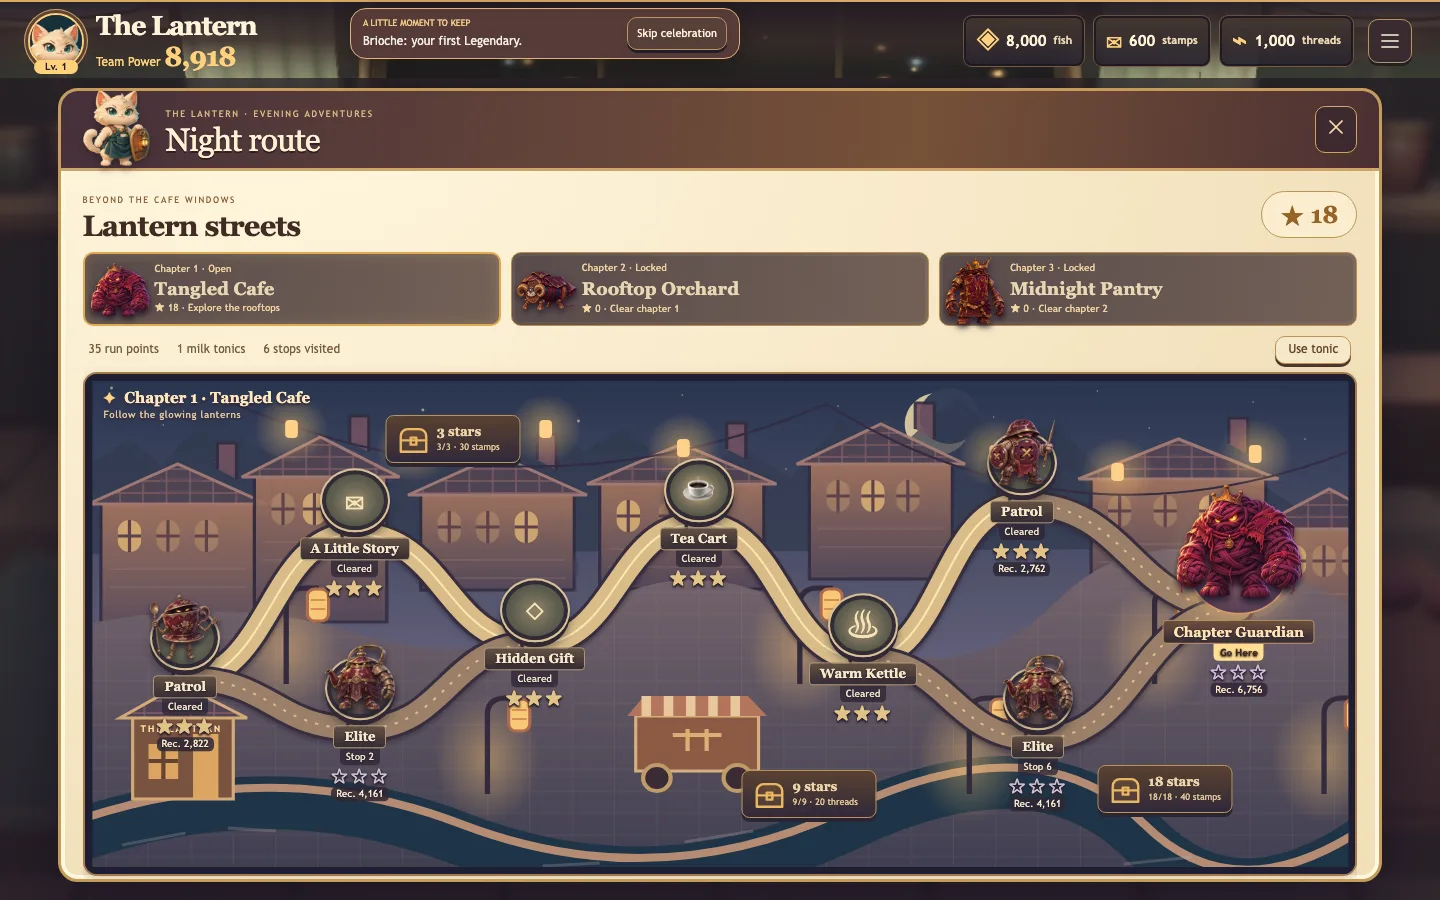 The Lantern
Team Power 8,918
Lv. 1
A LITTLE MOMENT TO KEEP
Brioche: your first Legendary.
Skip celebration
8,000 fish
600 stamps
1,000 threads
THE LANTERN · EVENING ADVENTURES
Night route
BEYOND THE CAFE WINDOWS
Lantern streets
★ 18
Chapter 1 · Open
Tangled Cafe
★ 18 · Explore the rooftops
Chapter 2 · Locked
Rooftop Orchard
★ 0 · Clear chapter 1
Chapter 3 · Locked
Midnight Pantry
★ 0 · Clear chapter 2
35 run points
1 milk tonics
6 stops visited
Use tonic
Chapter 1 · Tangled Cafe
Follow the glowing lanterns
3 stars
3/3 · 30 stamps
A Little Story
Cleared
Tea Cart
Cleared
Patrol
Cleared
Rec. 2,762
Hidden Gift
Cleared
Chapter Guardian
Go Here
Rec. 6,756
Patrol
Cleared
Rec. 2,822
Warm Kettle
Cleared
Elite
Stop 2
Rec. 4,161
Elite
Stop 6
Rec. 4,161
9 stars
9/9 · 20 threads
18 stars
18/18 · 40 stamps